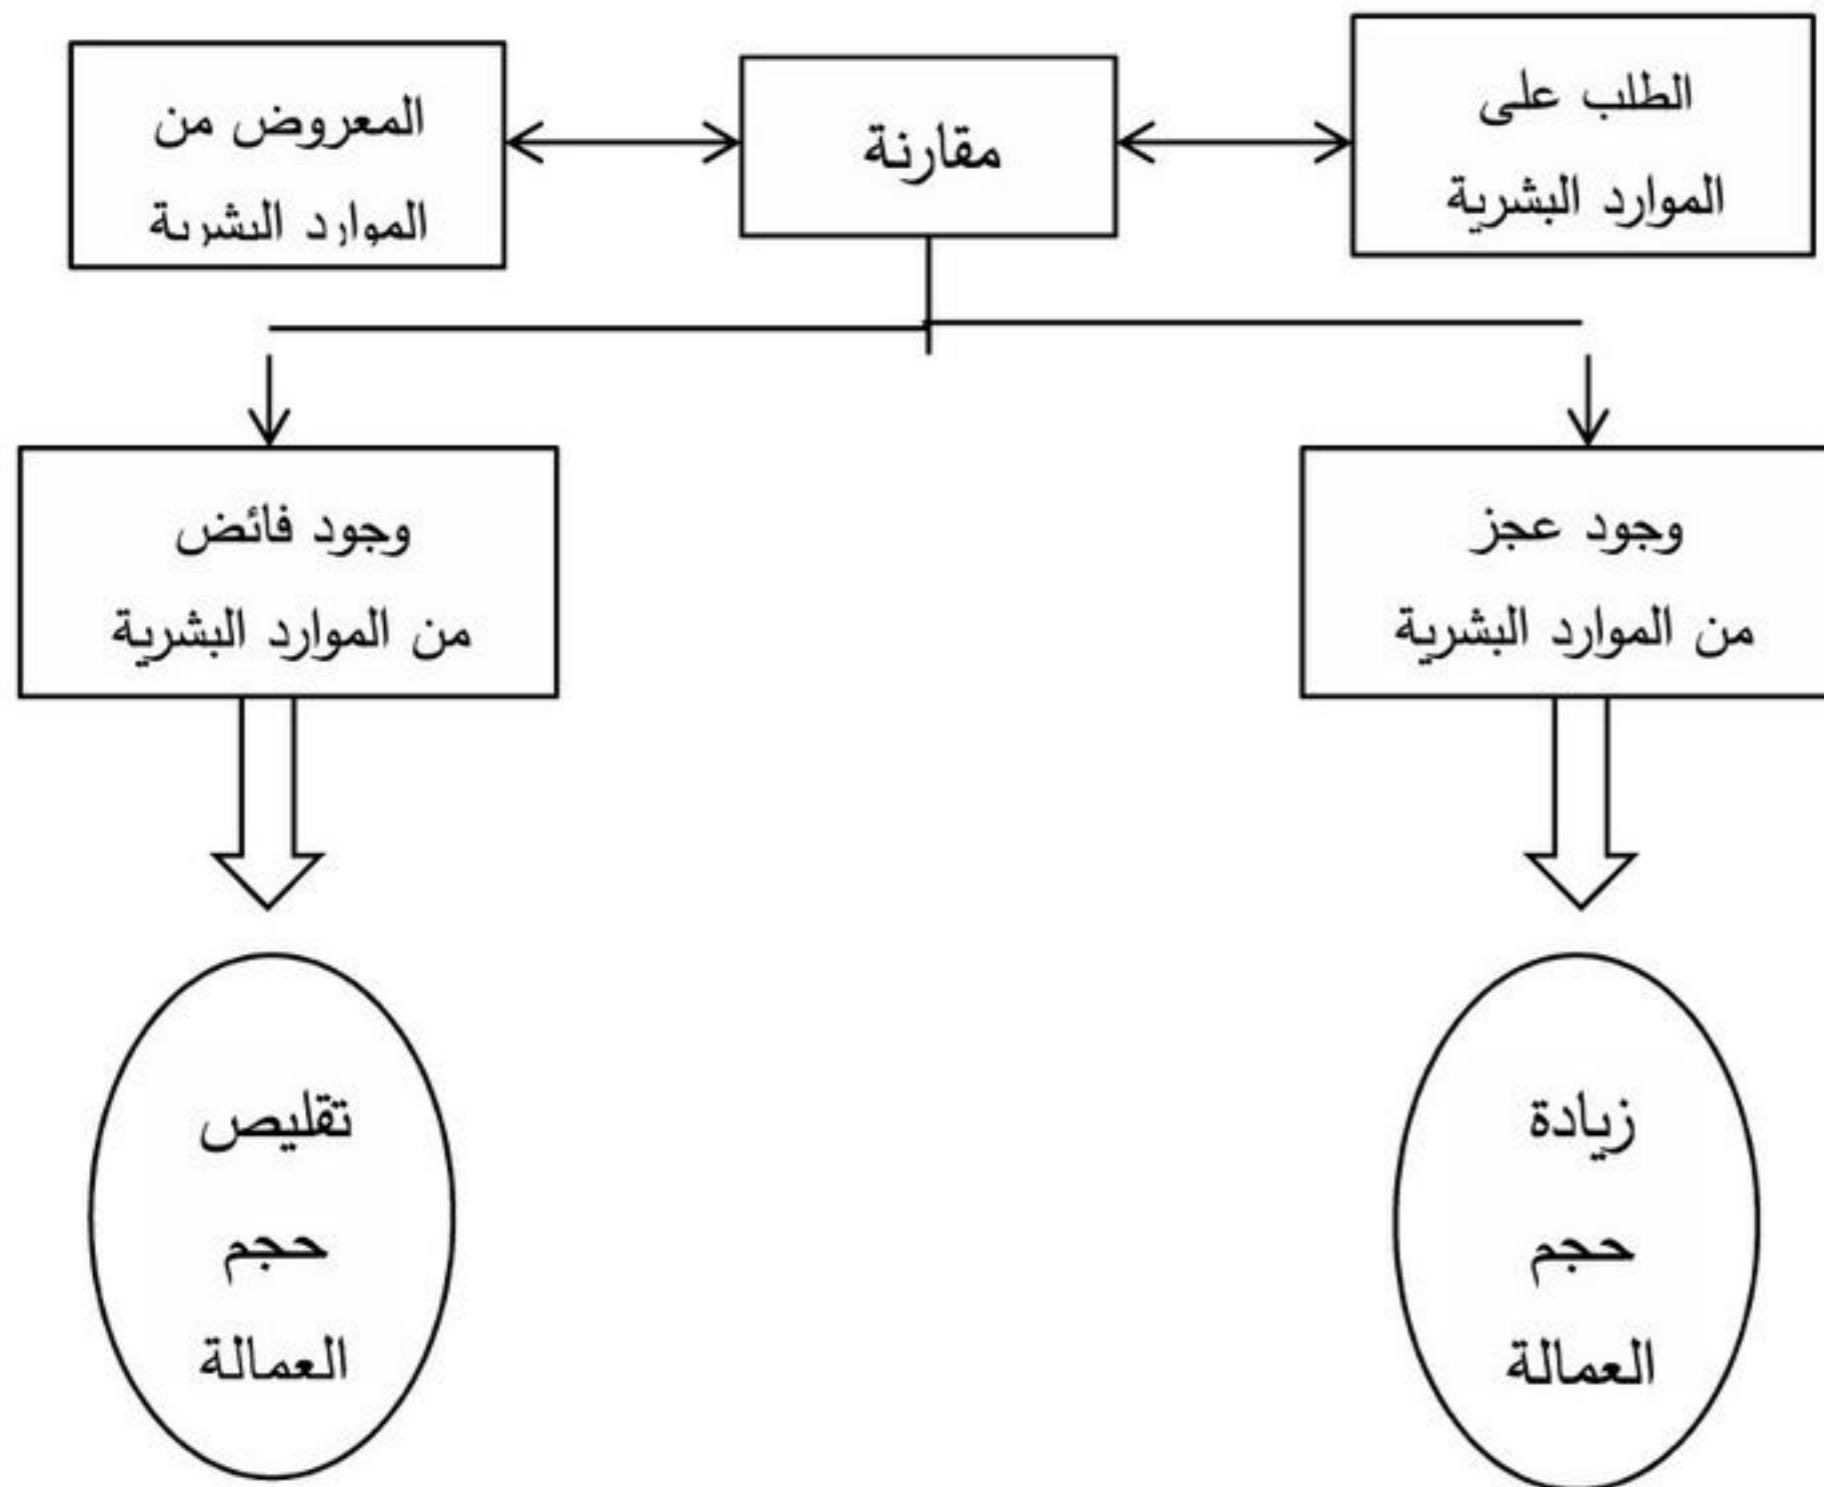 الطلب على
الموارد البشرية
مقارنة
المعروض من
الموارد البشرية
وجود عجز
من الموارد البشرية
وجود فائض
من الموارد البشرية
زيادة
حجم
العمالة
تقليص
حجم
العمالة